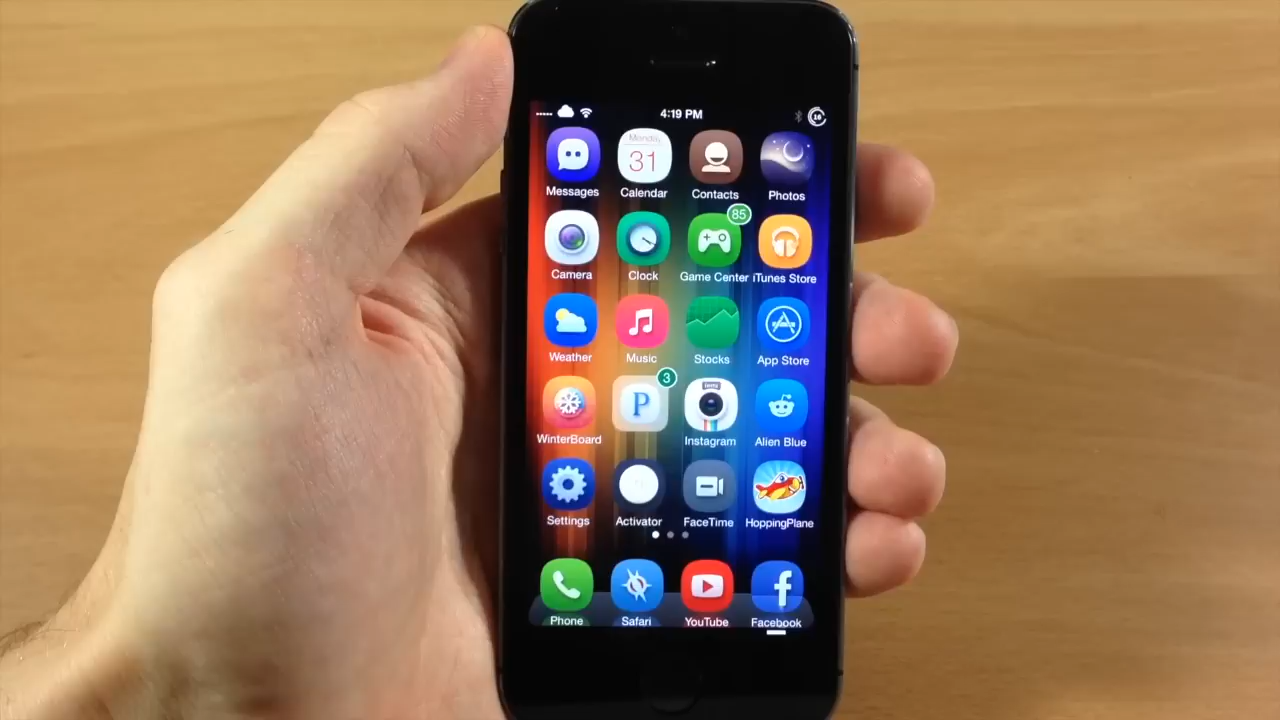 4:19 PM
16
Monday
31
Messages Calendar Contacts Photos
85
Camera Clock Game Center iTunes Store
Weather Music Stocks App Store
3
P
WinterBoard Instagram Alien Blue
Settings Activator FaceTime HoppingPlane
f
Phone Safari YouTube Facebook